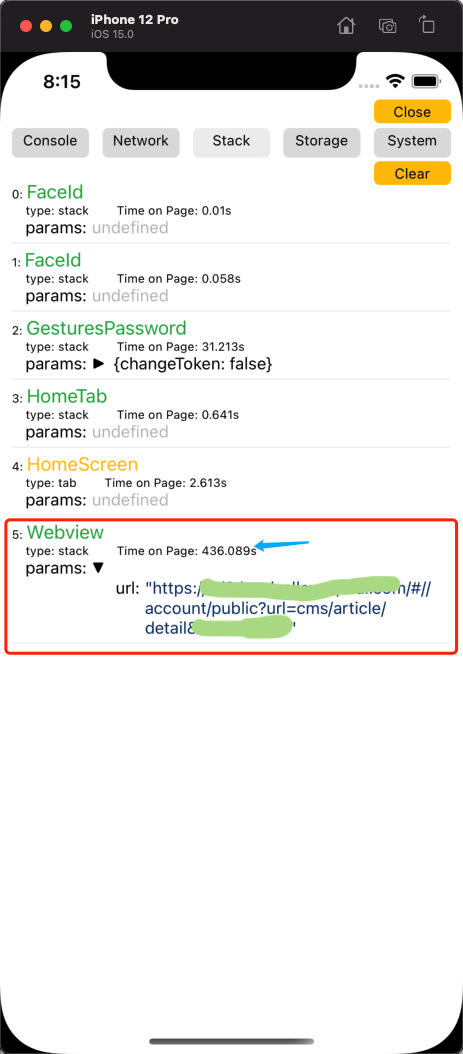 iPhone 12 Pro
iOS 15.0
8:15
Close
Console Network Stack Storage System
Clear
0: FaceId
type: stack Time on Page: 0.01s
params: undefined
1: FaceId
type: stack Time on Page: 0.058s
params: undefined
2: GesturesPassword
type: stack Time on Page: 31.213s
params: ▶ {changeToken: false}
3: HomeTab
type: stack Time on Page: 0.641s
params: undefined
4: HomeScreen
type: tab Time on Page: 2.613s
params: undefined
5: Webview
type: stack Time on Page: 436.089s
params: ▼
url: "https:/ /#//
account/public?url=cms/article/
detail& "